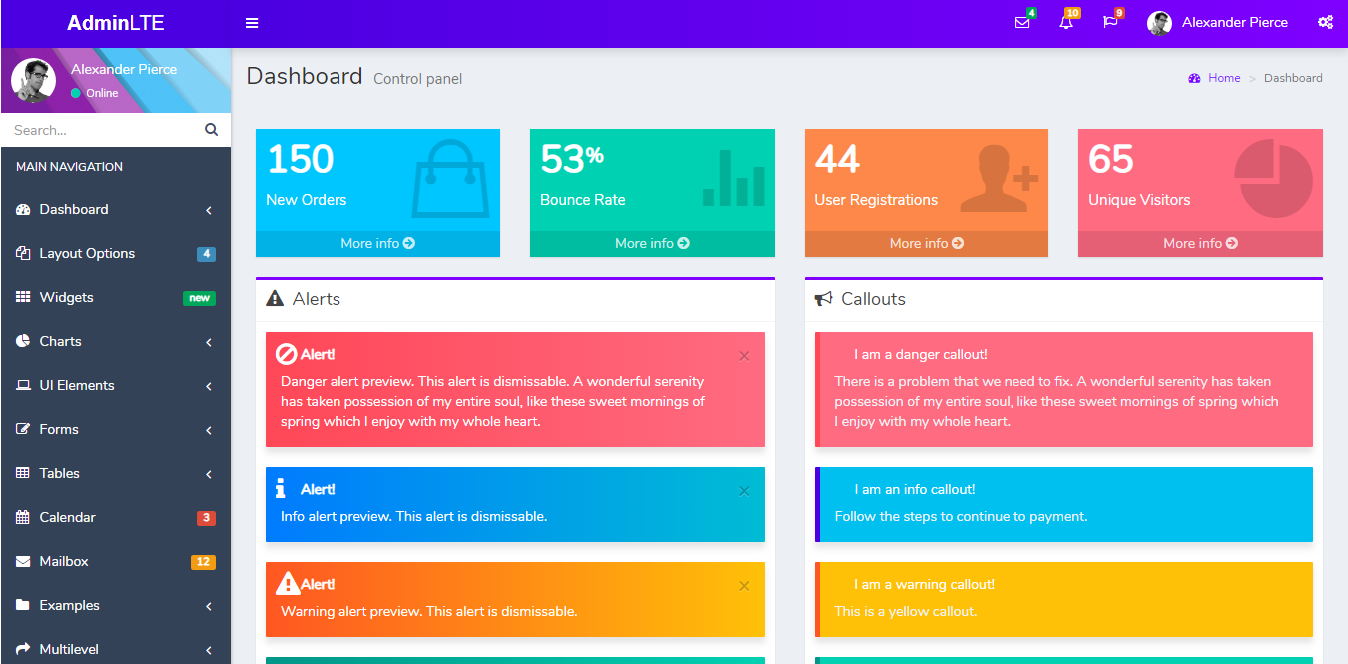 AdminLTE
4
10
9
Alexander Pierce
Alexander Pierce
Online
Search...
MAIN NAVIGATION
Dashboard
Layout Options 4
Widgets new
Charts
UI Elements
Forms
Tables
Calendar 3
Mailbox 12
Examples
Multilevel
Dashboard Control panel
Home > Dashboard
150
New Orders
More info
53%
Bounce Rate
More info
44
User Registrations
More info
65
Unique Visitors
More info
Alerts
Alert! ×
Danger alert preview. This alert is dismissable. A wonderful serenity
has taken possession of my entire soul, like these sweet mornings of
spring which I enjoy with my whole heart.
Alert! ×
Info alert preview. This alert is dismissable.
Alert! ×
Warning alert preview. This alert is dismissable.
Callouts
I am a danger callout!
There is a problem that we need to fix. A wonderful serenity has taken
possession of my entire soul, like these sweet mornings of spring which
I enjoy with my whole heart.
I am an info callout!
Follow the steps to continue to payment.
I am a warning callout!
This is a yellow callout.